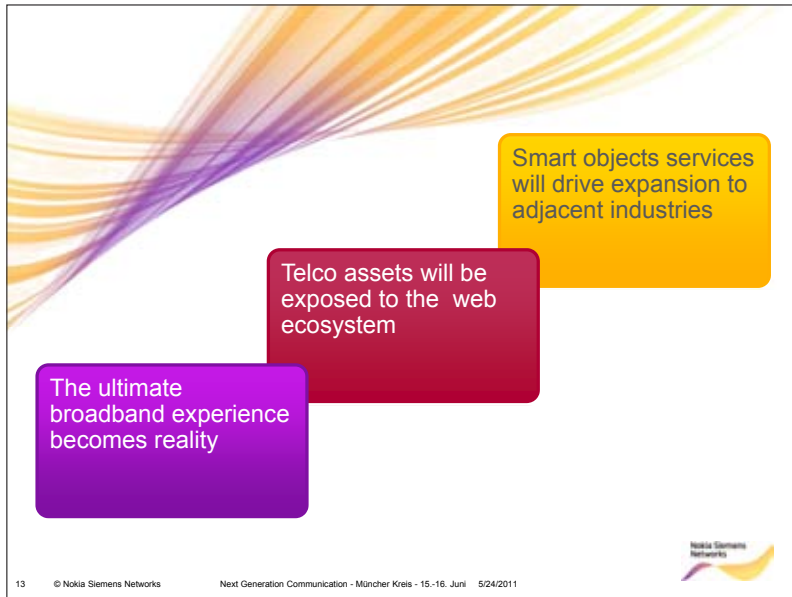 Smart objects services
will drive expansion to
adjacent industries
Telco assets will be
exposed to the web
ecosystem
The ultimate
broadband experience
becomes reality
Nokia Siemens
Networks
13 © Nokia Siemens Networks Next Generation Communication - Müncher Kreis - 15.-16. Juni 5/24/2011